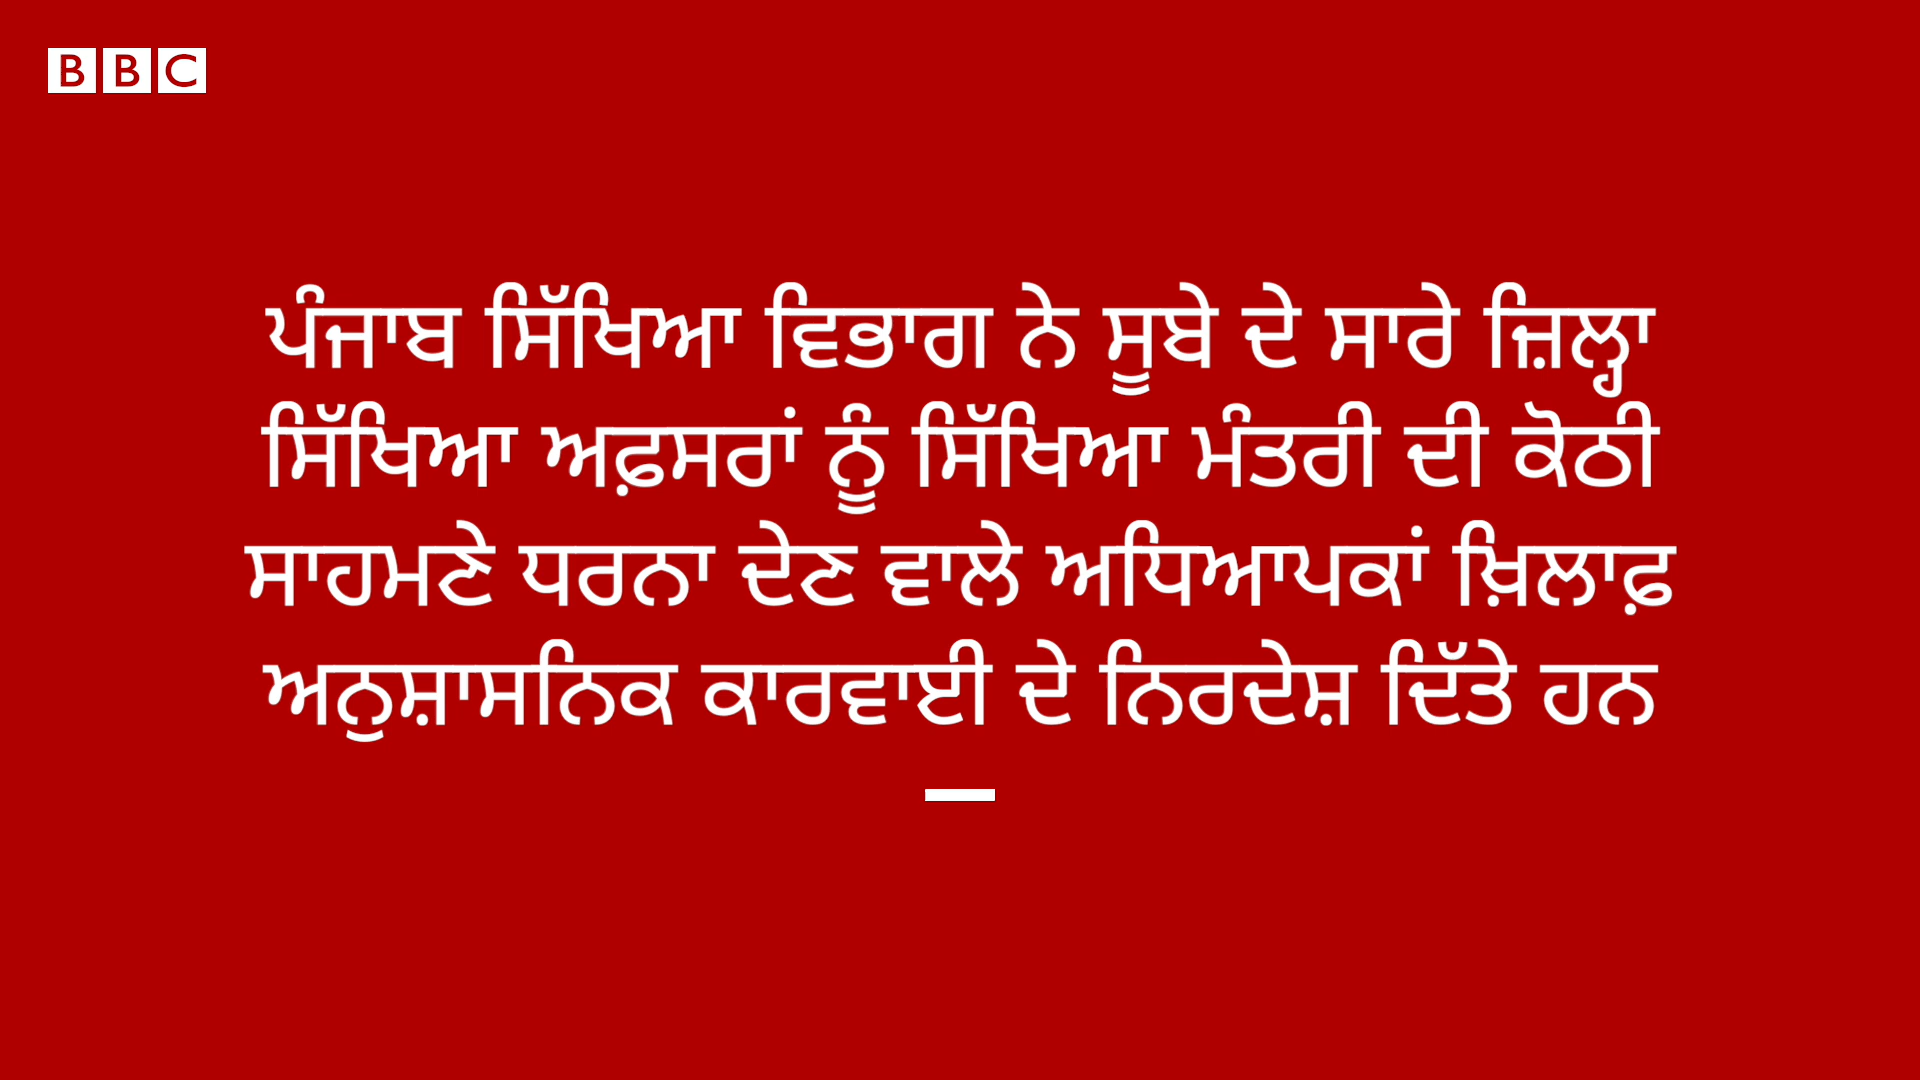 BBC
ਪੰਜਾਬ ਸਿੱਖਿਆ ਵਿਭਾਗ ਨੇ ਸੂਬੇ ਦੇ ਸਾਰੇ ਜ਼ਿਲ੍ਹਾ
ਸਿੱਖਿਆ ਅਫ਼ਸਰਾਂ ਨੂੰ ਸਿੱਖਿਆ ਮੰਤਰੀ ਦੀ ਕੋਠੀ
ਸਾਹਮਣੇ ਧਰਨਾ ਦੇਣ ਵਾਲੇ ਅਧਿਆਪਕਾਂ ਖ਼ਿਲਾਫ਼
ਅਨੁਸ਼ਾਸਨਿਕ ਕਾਰਵਾਈ ਦੇ ਨਿਰਦੇਸ਼ ਦਿੱਤੇ ਹਨ